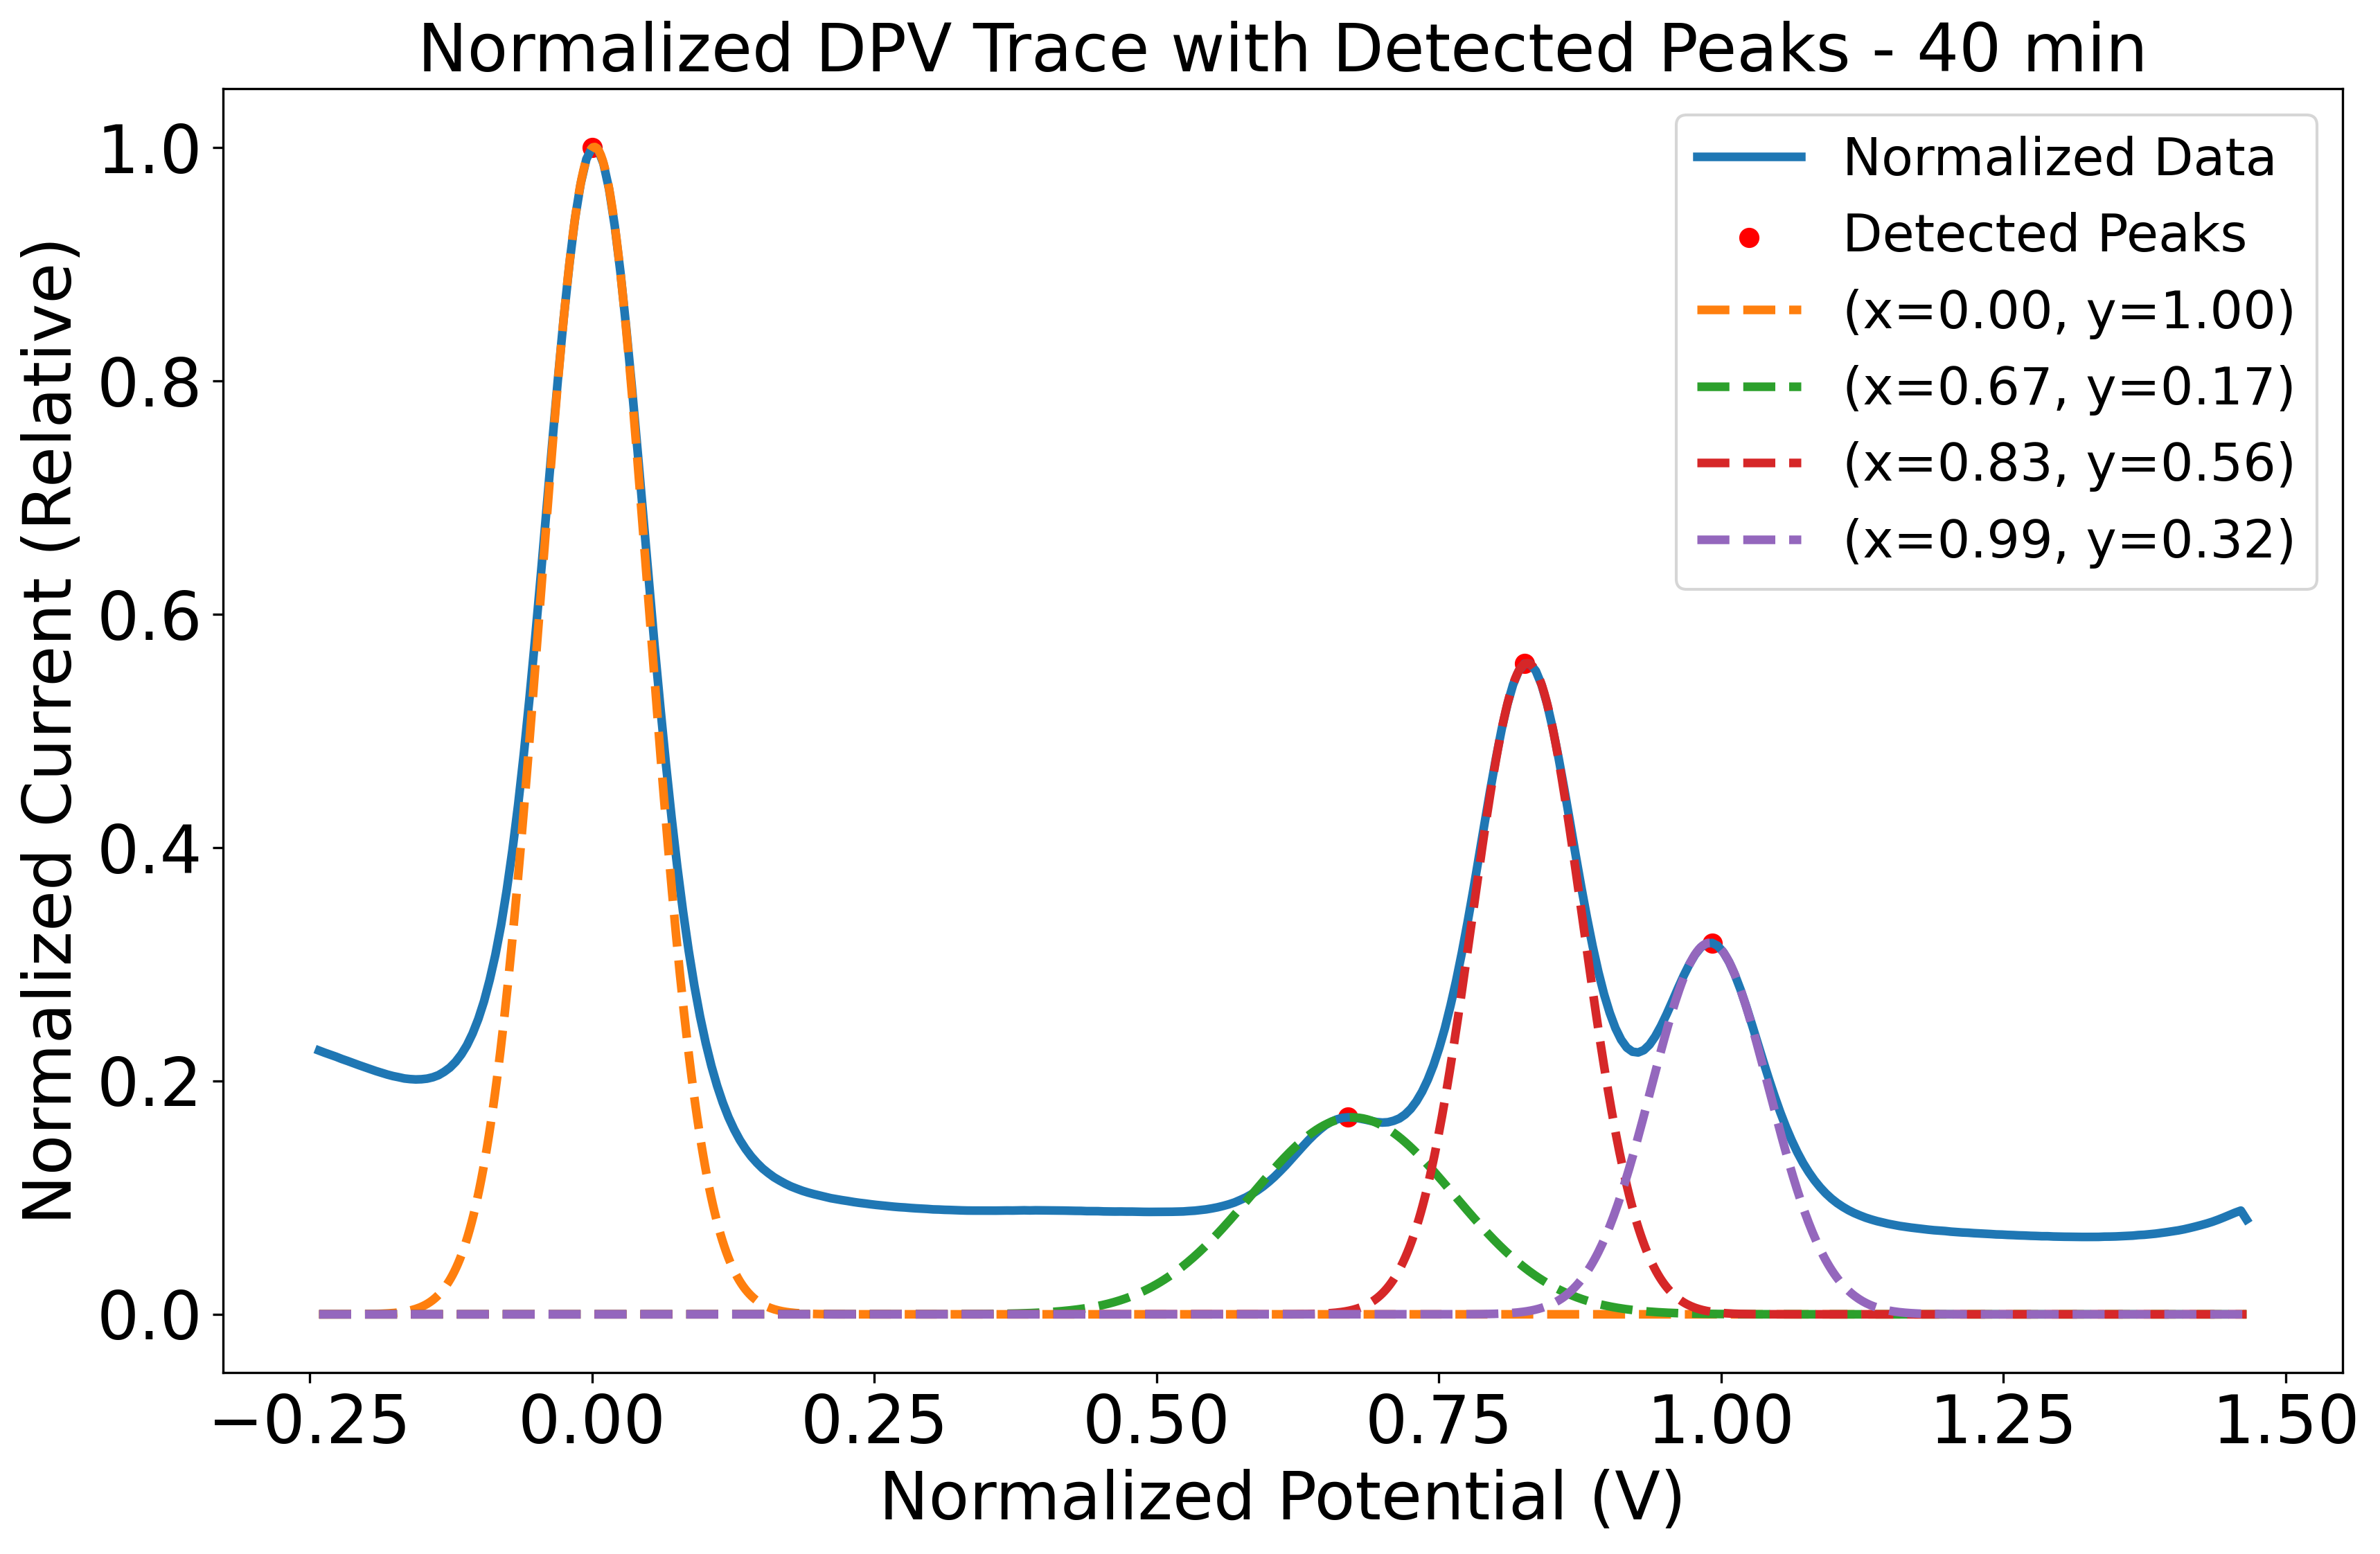 Normalized DPV Trace with Detected Peaks - 40 min
Normalized Current (Relative)
1.0
0.8
0.6
0.4
0.2
0.0
Normalized Data
Detected Peaks
(x=0.00, y=1.00)
(x=0.67, y=0.17)
(x=0.83, y=0.56)
(x=0.99, y=0.32)
−0.25 0.00 0.25 0.50 0.75 1.00 1.25 1.50
Normalized Potential (V)